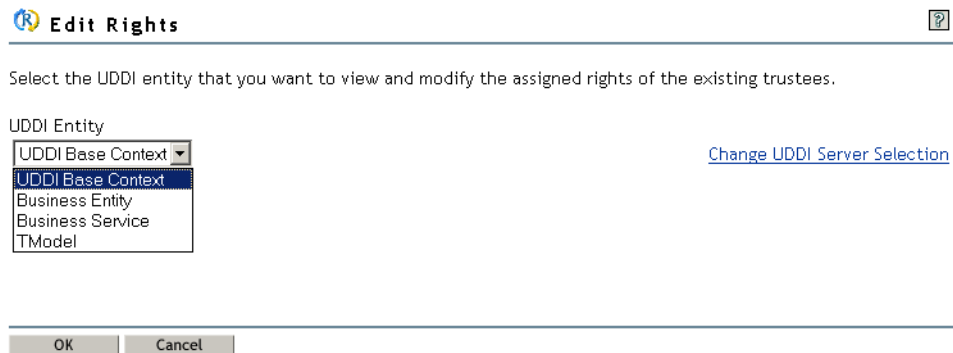 Edit Rights
?
Select the UDDI entity that you want to view and modify the assigned rights of the existing trustees.
UDDI Entity
UDDI Base Context
Change UDDI Server Selection
UDDI Base Context
Business Entity
Business Service
TModel
OK Cancel